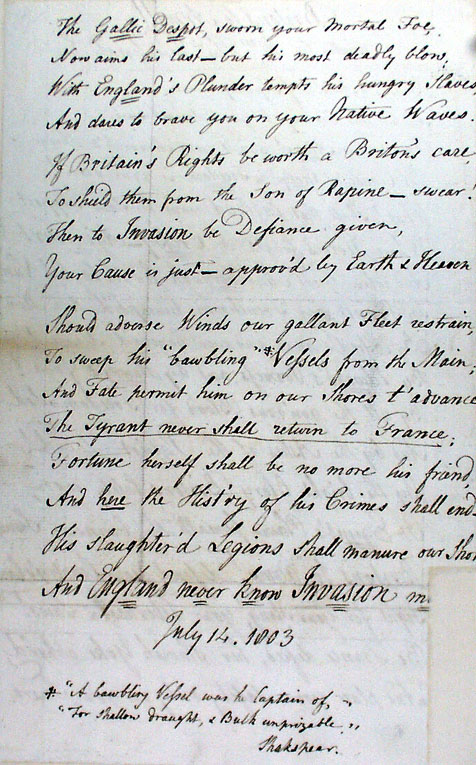 The Gallic Despot, sworn your Mortal Foe,
Now aims his last — but his most deadly blow,
With England's Plunder tempts his hungry Slaves
And dares to brave you on your Native Waves.
If Britain's Rights be worth a Briton's care,
To shield them from the Son of Rapine — swear.
Then to Invasion be Defiance given,
Your Cause is just — approv'd by Earth & Heaven
Should adverse Winds our gallant Fleet restrain,
To sweep his "bawbling" * Vessels from the Main;
And Fate permit him on our Shores t'advance
The Tyrant never shall return to France;
Fortune herself shall be no more his friend,
And here the Hist'ry of his Crimes shall end.
His slaughter'd Legions shall manure our Shor
And England never know Invasion m
July 14. 1803
* "A bawbling Vessel was he Captain of, "
"For shallow draught, & Bulk unprizable. "
Shakspear.